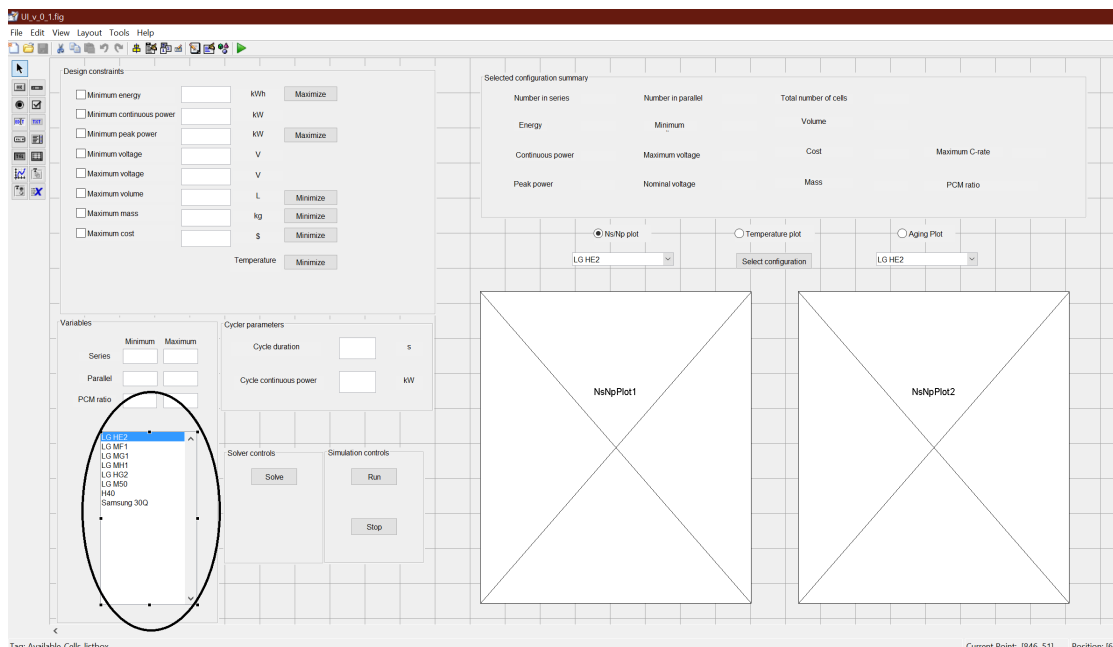 UI_v_0_1.fig
File Edit View Layout Tools Help
Design constraints
Minimum energy kWh Maximize
Minimum continuous power kW
Minimum peak power kW Maximize
Minimum voltage V
Maximum voltage V
Maximum volume L Minimize
Maximum mass kg Minimize
Maximum cost $ Minimize
Temperature Minimize
Selected configuration summary
Number in series Number in parallel Total number of cells
Energy Minimum Volume
Continuous power Maximum voltage Cost Maximum C-rate
Peak power Nominal voltage Mass PCM ratio
Ns/Np plot Temperature plot Aging Plot
LG HE2 Select configuration LG HE2
Variables
Minimum Maximum
Series
Parallel
PCM ratio
Cycler parameters
Cycle duration s
Cycle continuous power kW
LG HE2
LG MF1
LG MG1
LG MH1
LG HG2
LG M50
H40
Samsung 30Q
Solver controls
Solve
Simulation controls
Run
Stop
NsNpPlot1
NsNpPlot2
Tag: Available_Cells_listbox
Current Point: [846, 51] Position: [6